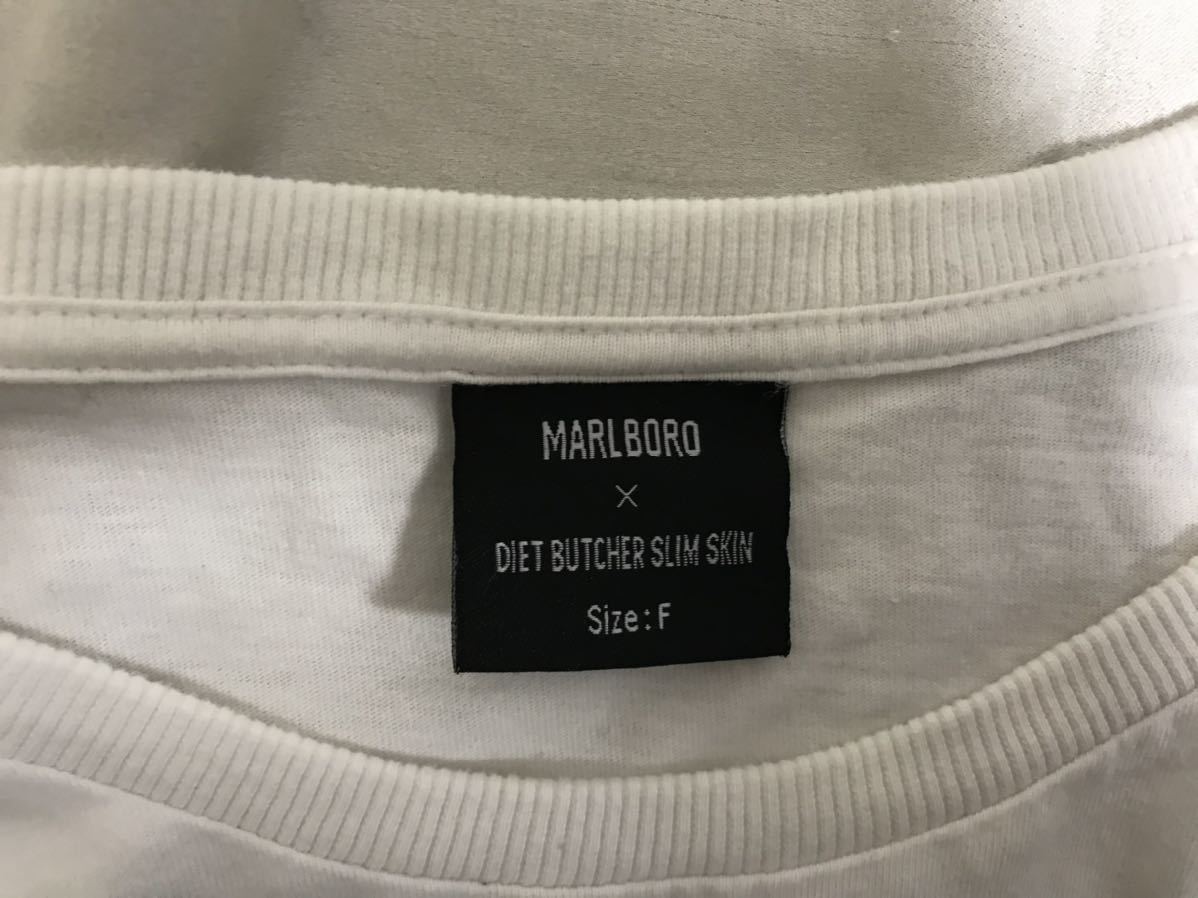 MARLBORO
×
DIET BUTCHER SLIM SKIN
Size:F